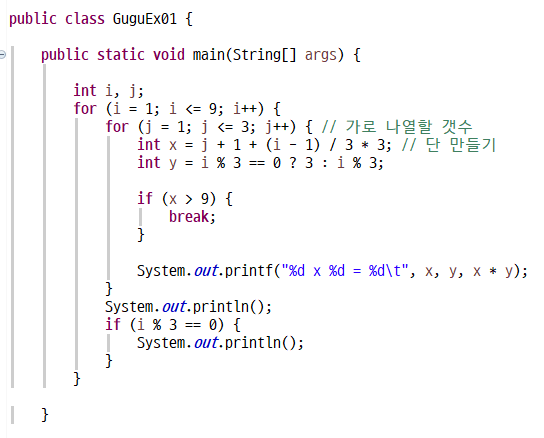 public class GuguEx01 {
public static void main(String[] args) {
int i, j;
for (i = 1; i <= 9; i++) {
for (j = 1; j <= 3; j++) { // 가로 나열할 갯수
int x = j + 1 + (i - 1) / 3 * 3; // 단 만들기
int y = i % 3 == 0 ? 3 : i % 3;
if (x > 9) {
break;
}
System.out.printf("%d x %d = %d\t", x, y, x * y);
}
System.out.println();
if (i % 3 == 0) {
System.out.println();
}
}
}